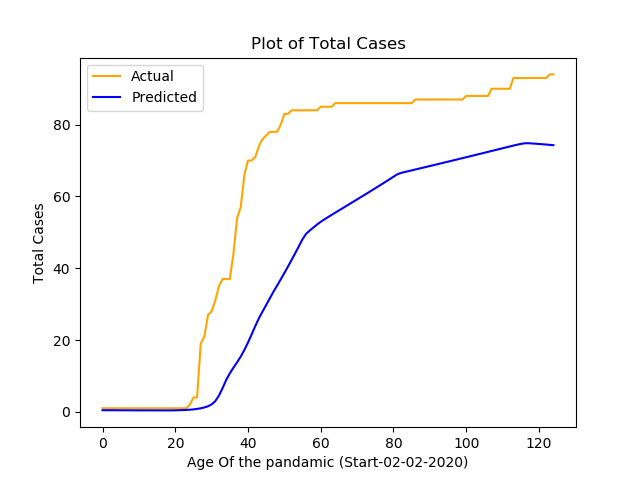 Plot of Total Cases
Actual
Predicted
Total Cases
80
60
40
20
0
0 20 40 60 80 100 120
Age Of the pandamic (Start-02-02-2020)